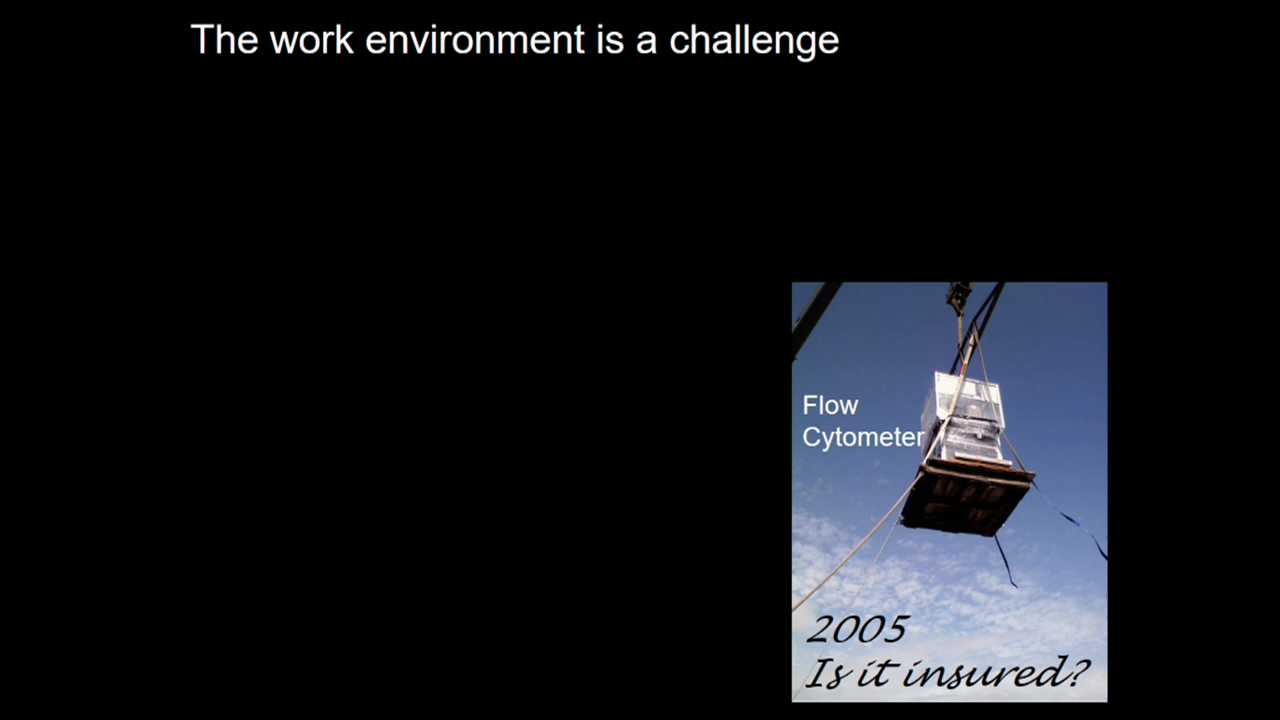 The work environment is a challenge
Flow
Cytometer
2005
Is it insured?